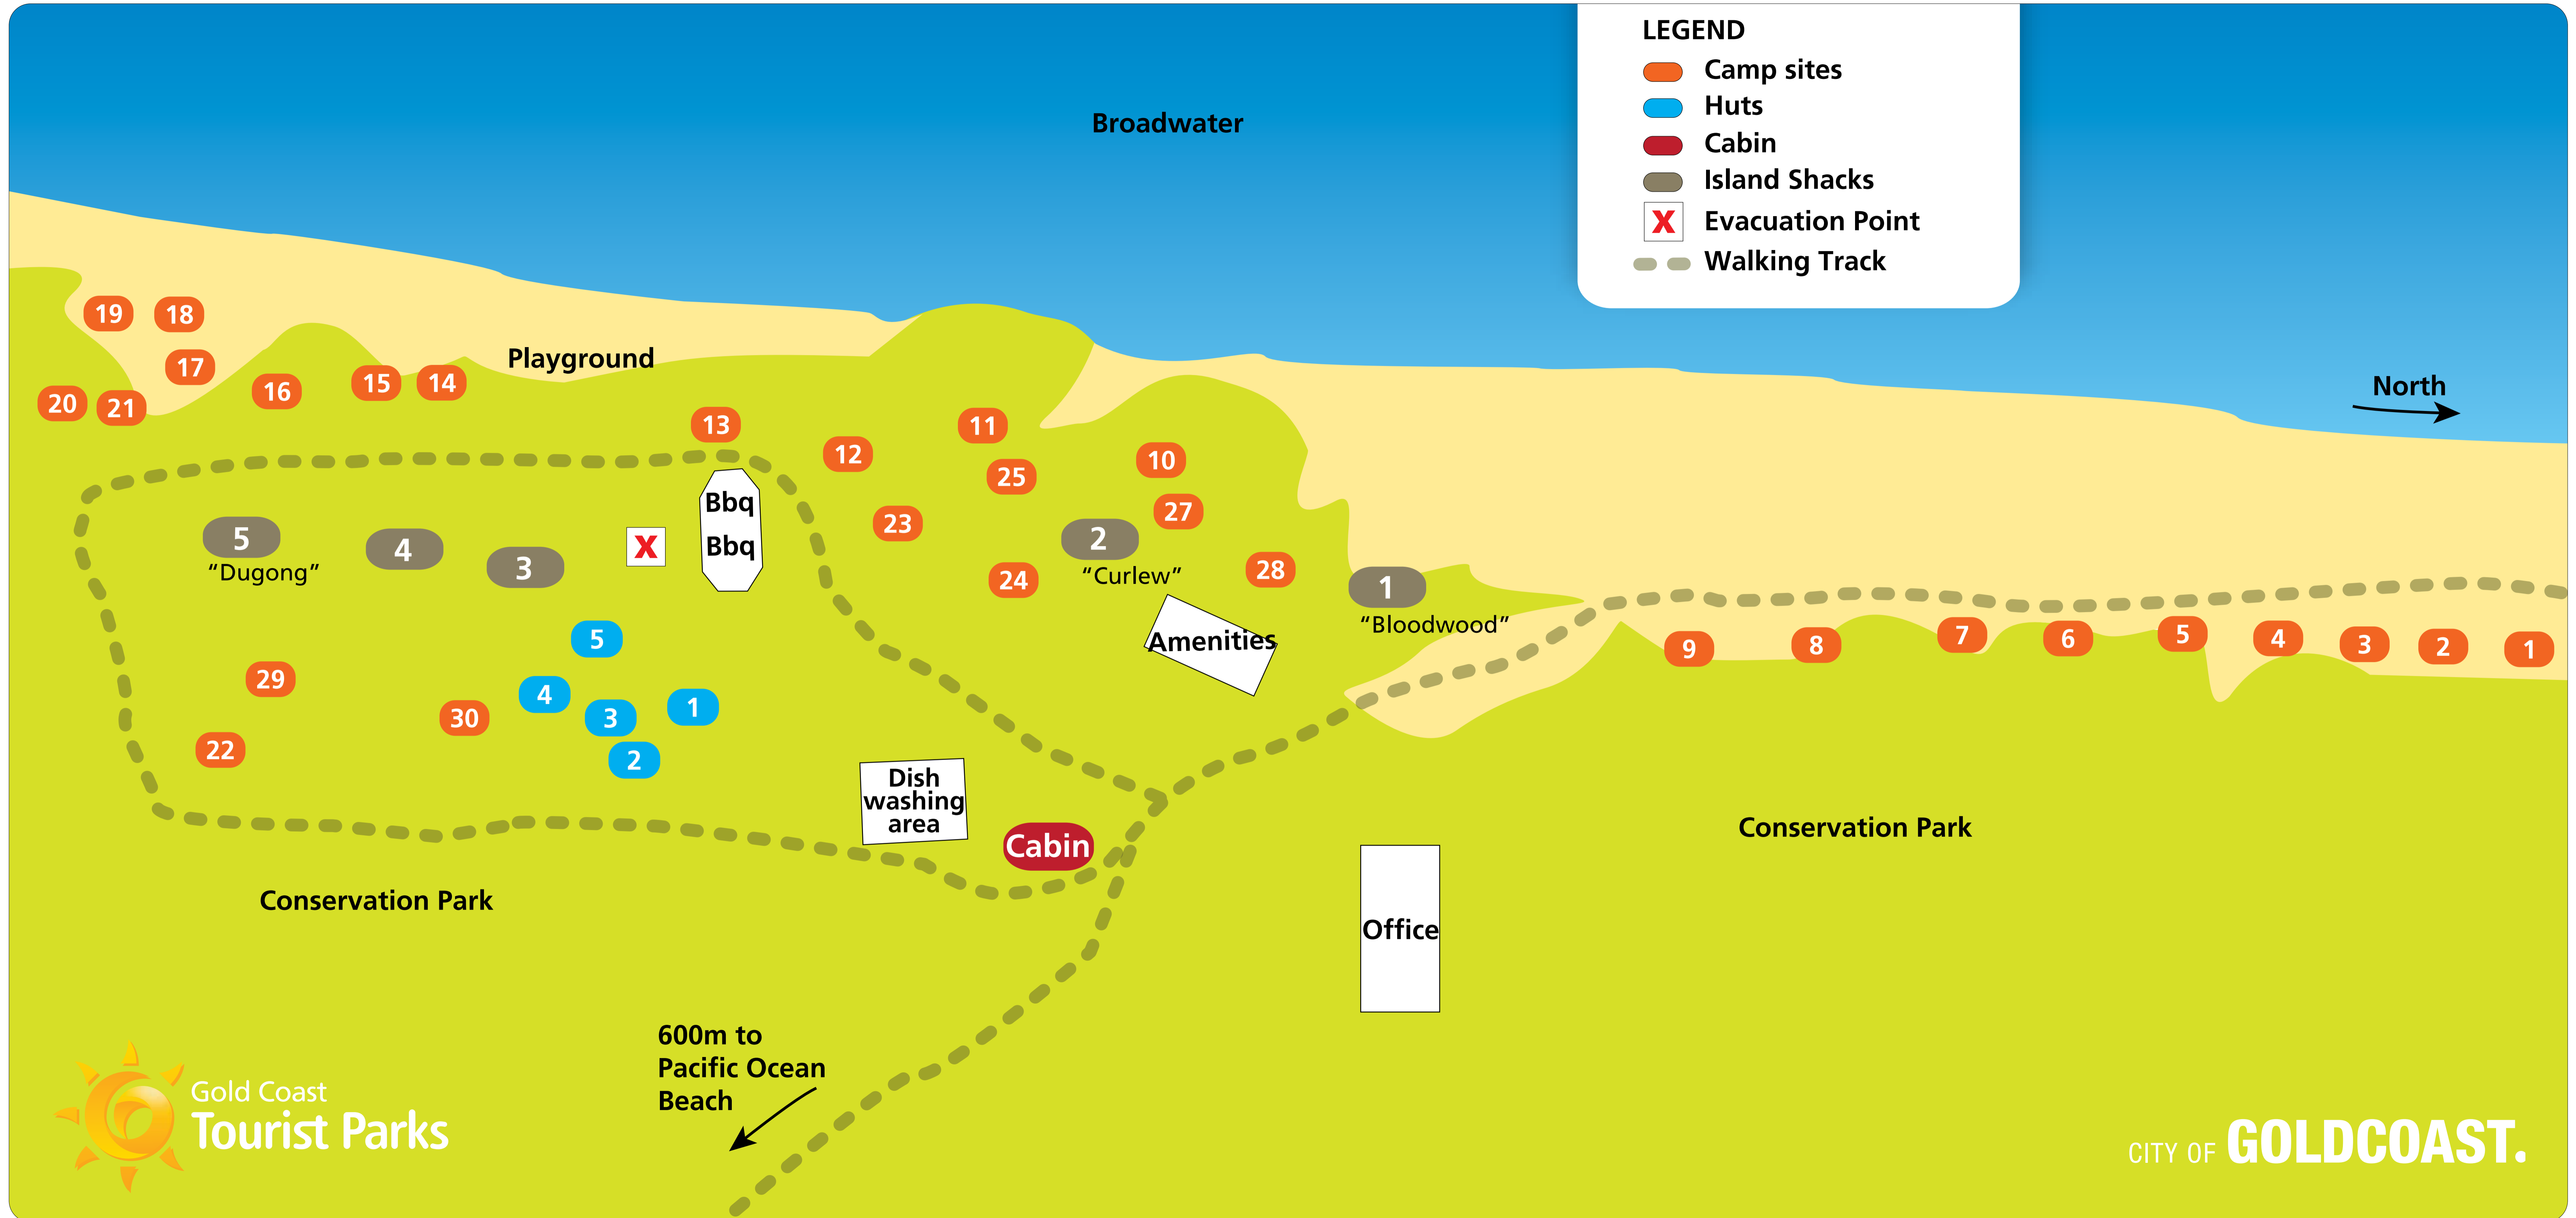 LEGEND
Camp sites
Huts
Cabin
Island Shacks
X Evacuation Point
Walking Track
Broadwater
North
19 18
17
20 21
16 15 14
Playground
13
12
11
25
10
27
23
24
2
“Curlew”
28
1
“Bloodwood”
Amenities
9 8 7 6 5 4 3 2 1
Bbq
Bbq
X
5
“Dugong”
4
3
5
4
3
1
2
29
30
22
Dish
washing
area
Cabin
Office
Conservation Park
Conservation Park
600m to
Pacific Ocean
Beach
Gold Coast
Tourist Parks
CITY OF GOLDCOAST.